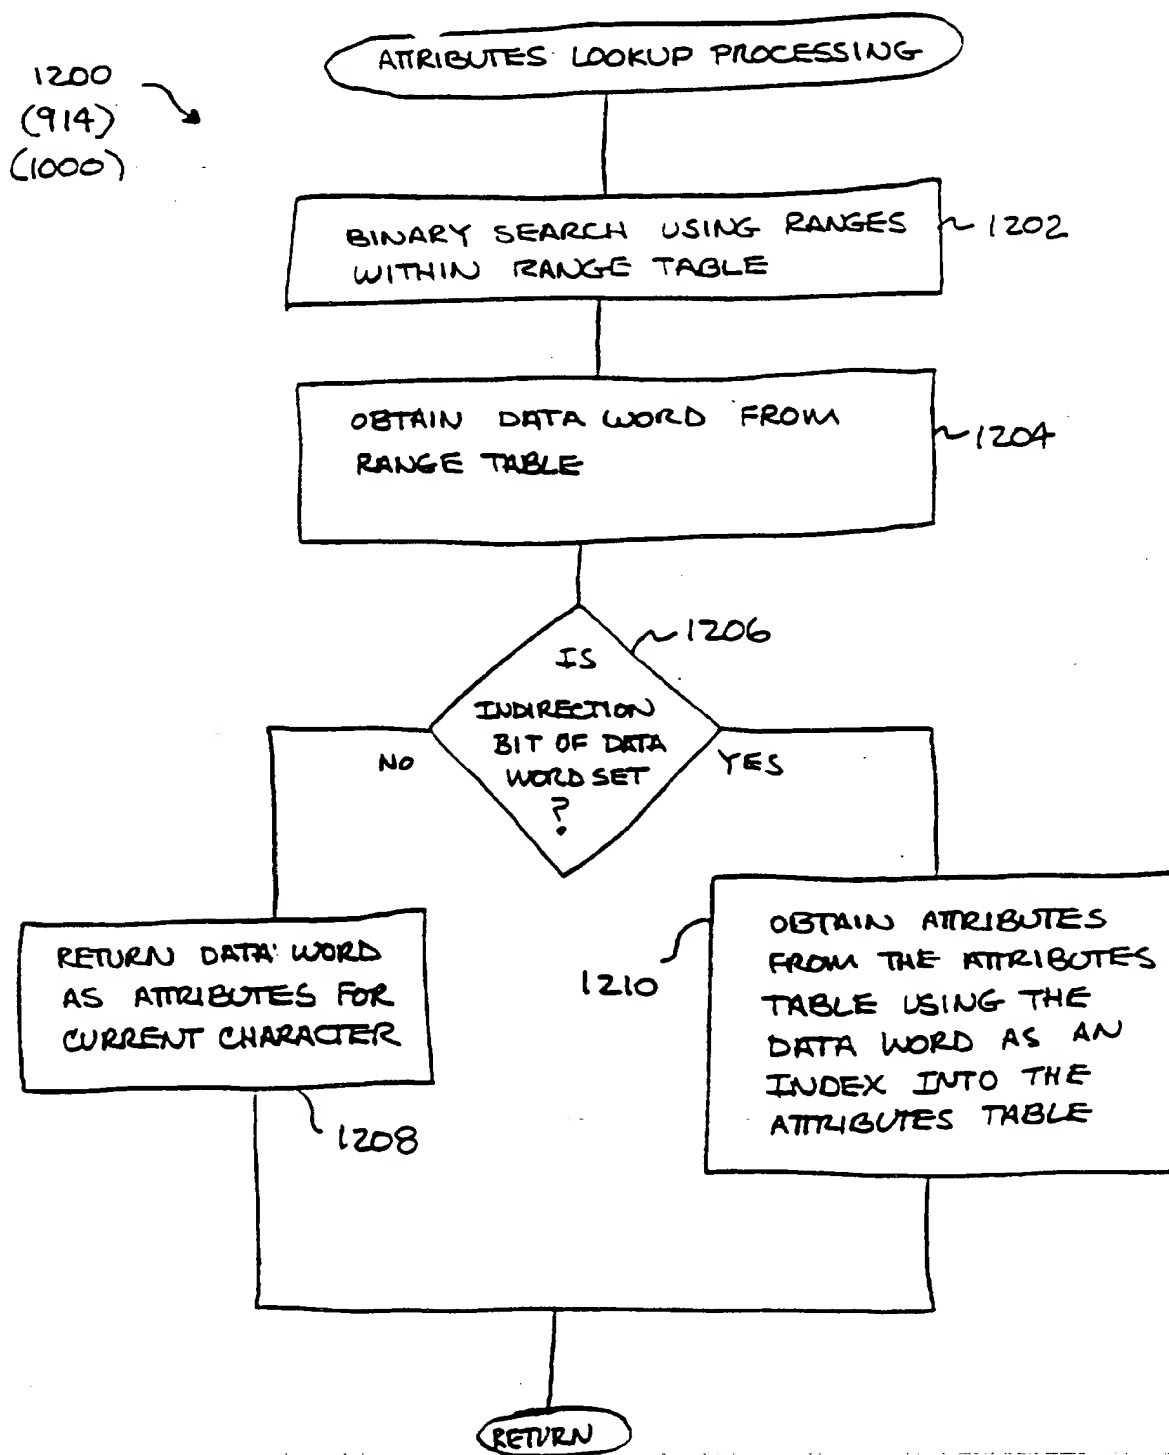 ATTRIBUTES LOOKUP PROCESSING
1200
(914)
(1000)
BINARY SEARCH USING RANGES
WITHIN RANGE TABLE
1202
OBTAIN DATA WORD FROM
RANGE TABLE
1204
1206
IS
INDIRECTION
BIT OF DATA
WORD SET
?
NO
YES
RETURN DATA WORD
AS ATTRIBUTES FOR
CURRENT CHARACTER
1208
1210
OBTAIN ATTRIBUTES
FROM THE ATTRIBUTES
TABLE USING THE
DATA WORD AS AN
INDEX INTO THE
ATTRIBUTES TABLE
RETURN